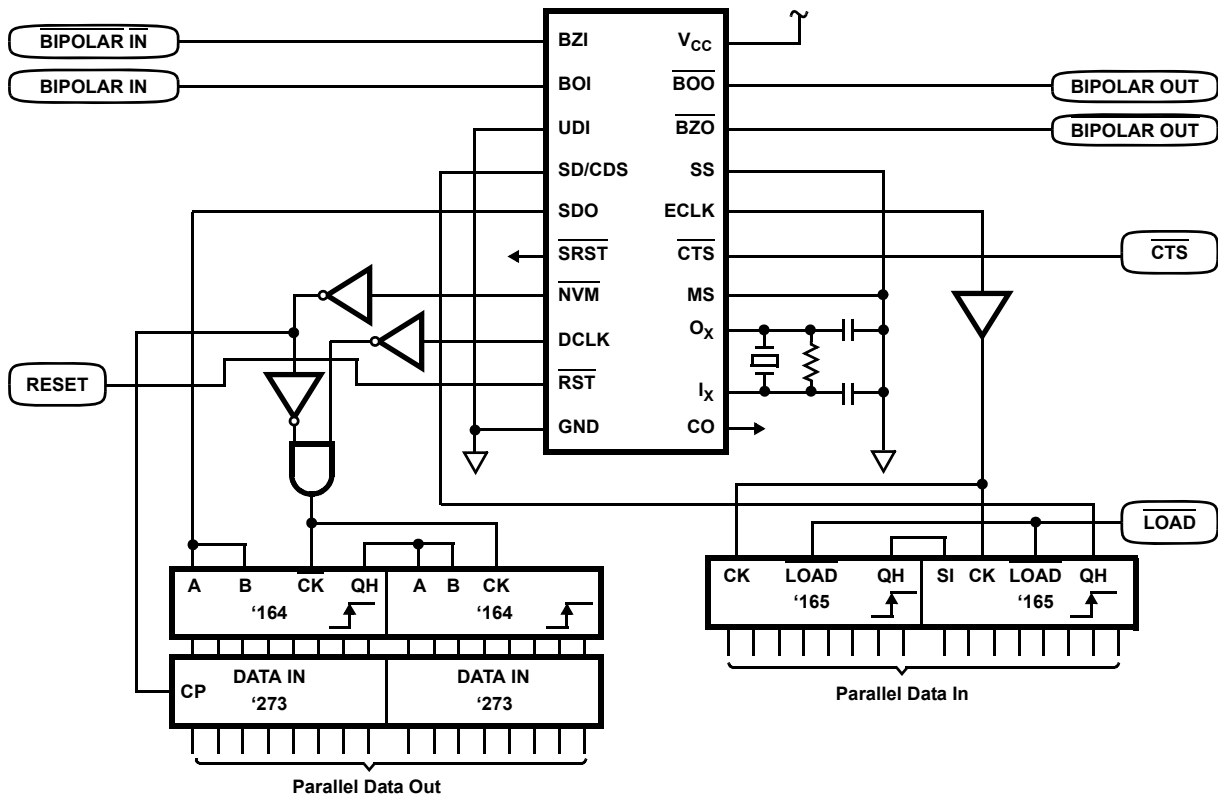 BIPOLAR IN
BIPOLAR IN
UDI
BZI
BOI
SD/CDS
SDO
SRST
NVM
DCLK
RST
GND
VCC
BOO
BZO
SS
ECLK
CTS
MS
OX
IX
CO
BIPOLAR OUT
BIPOLAR OUT
CTS
RESET
LOAD
A B CK QH A B CK
‘164 ‘164
DATA IN DATA IN
CP
‘273 ‘273
Parallel Data Out
CK LOAD QH SI CK LOAD QH
‘165 ‘165
Parallel Data In